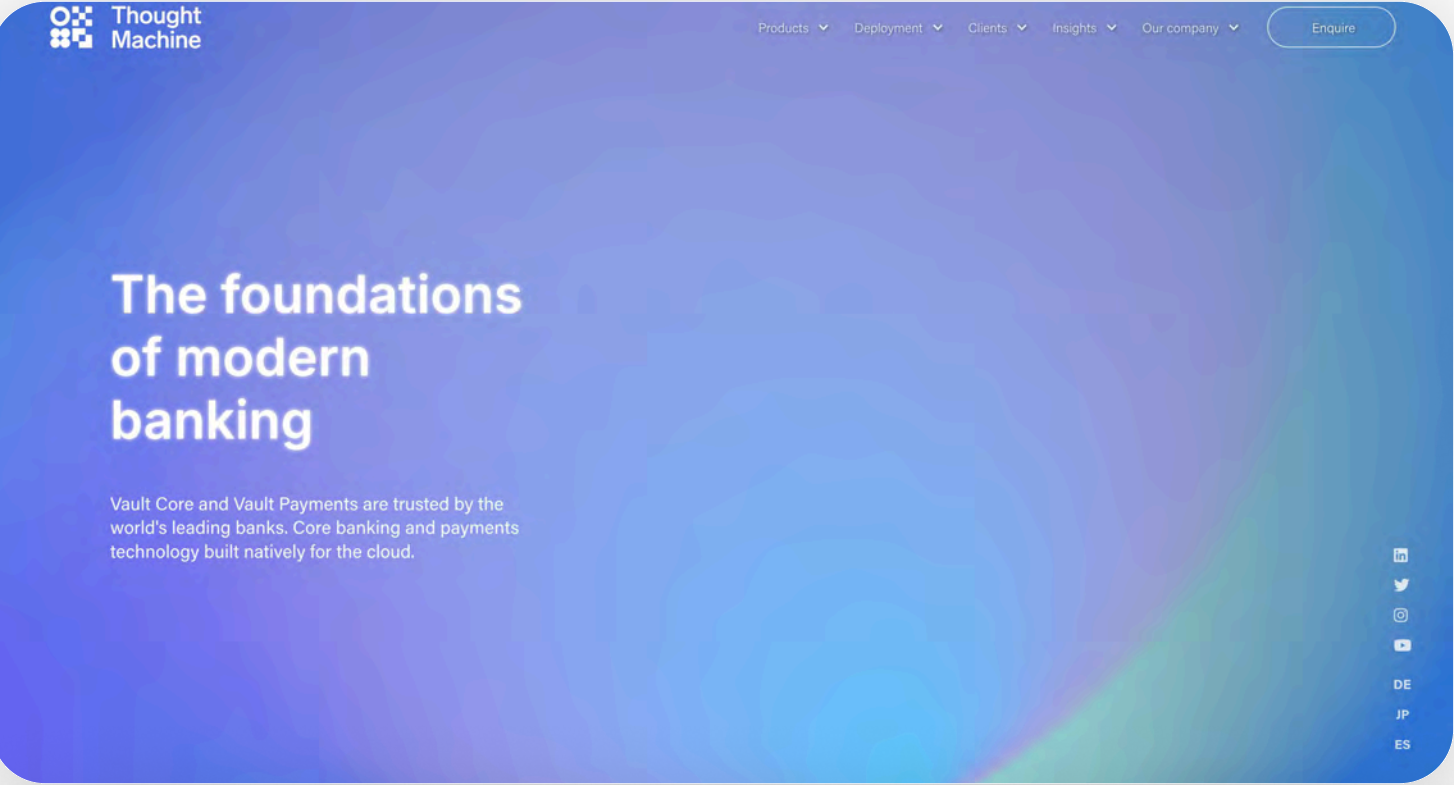 Thought
Machine
Products Deployment Clients Insights Our company Enquire
The foundations
of modern
banking
Vault Core and Vault Payments are trusted by the
world's leading banks. Core banking and payments
technology built natively for the cloud.
DE
JP
ES